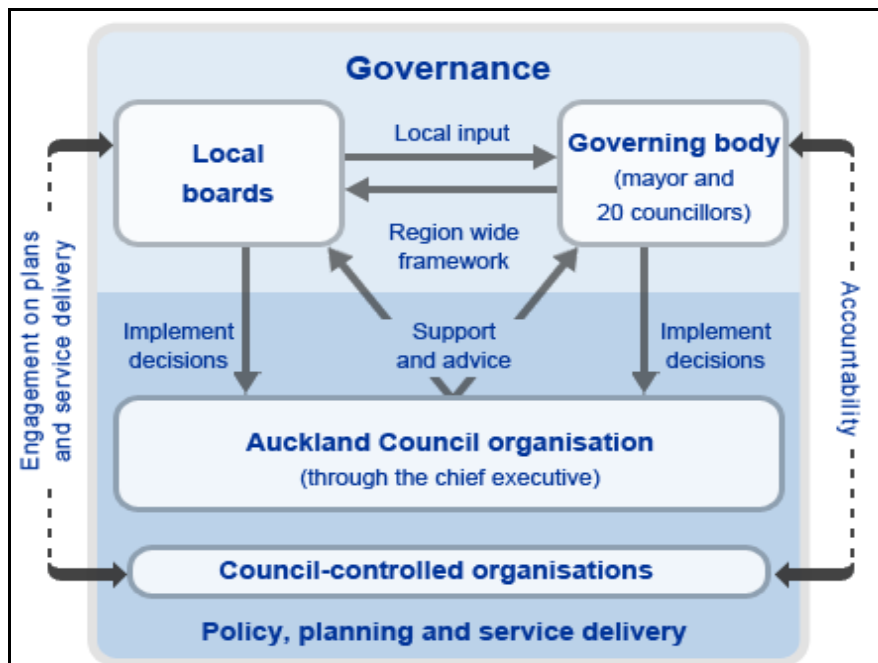 Governance
Local
boards
Local input
Governing body
(mayor and
20 councillors)
Region wide
framework
Engagement on plans
and service delivery
Accountability
Implement
decisions
Support
and advice
Implement
decisions
Auckland Council organisation
(through the chief executive)
Council-controlled organisations
Policy, planning and service delivery